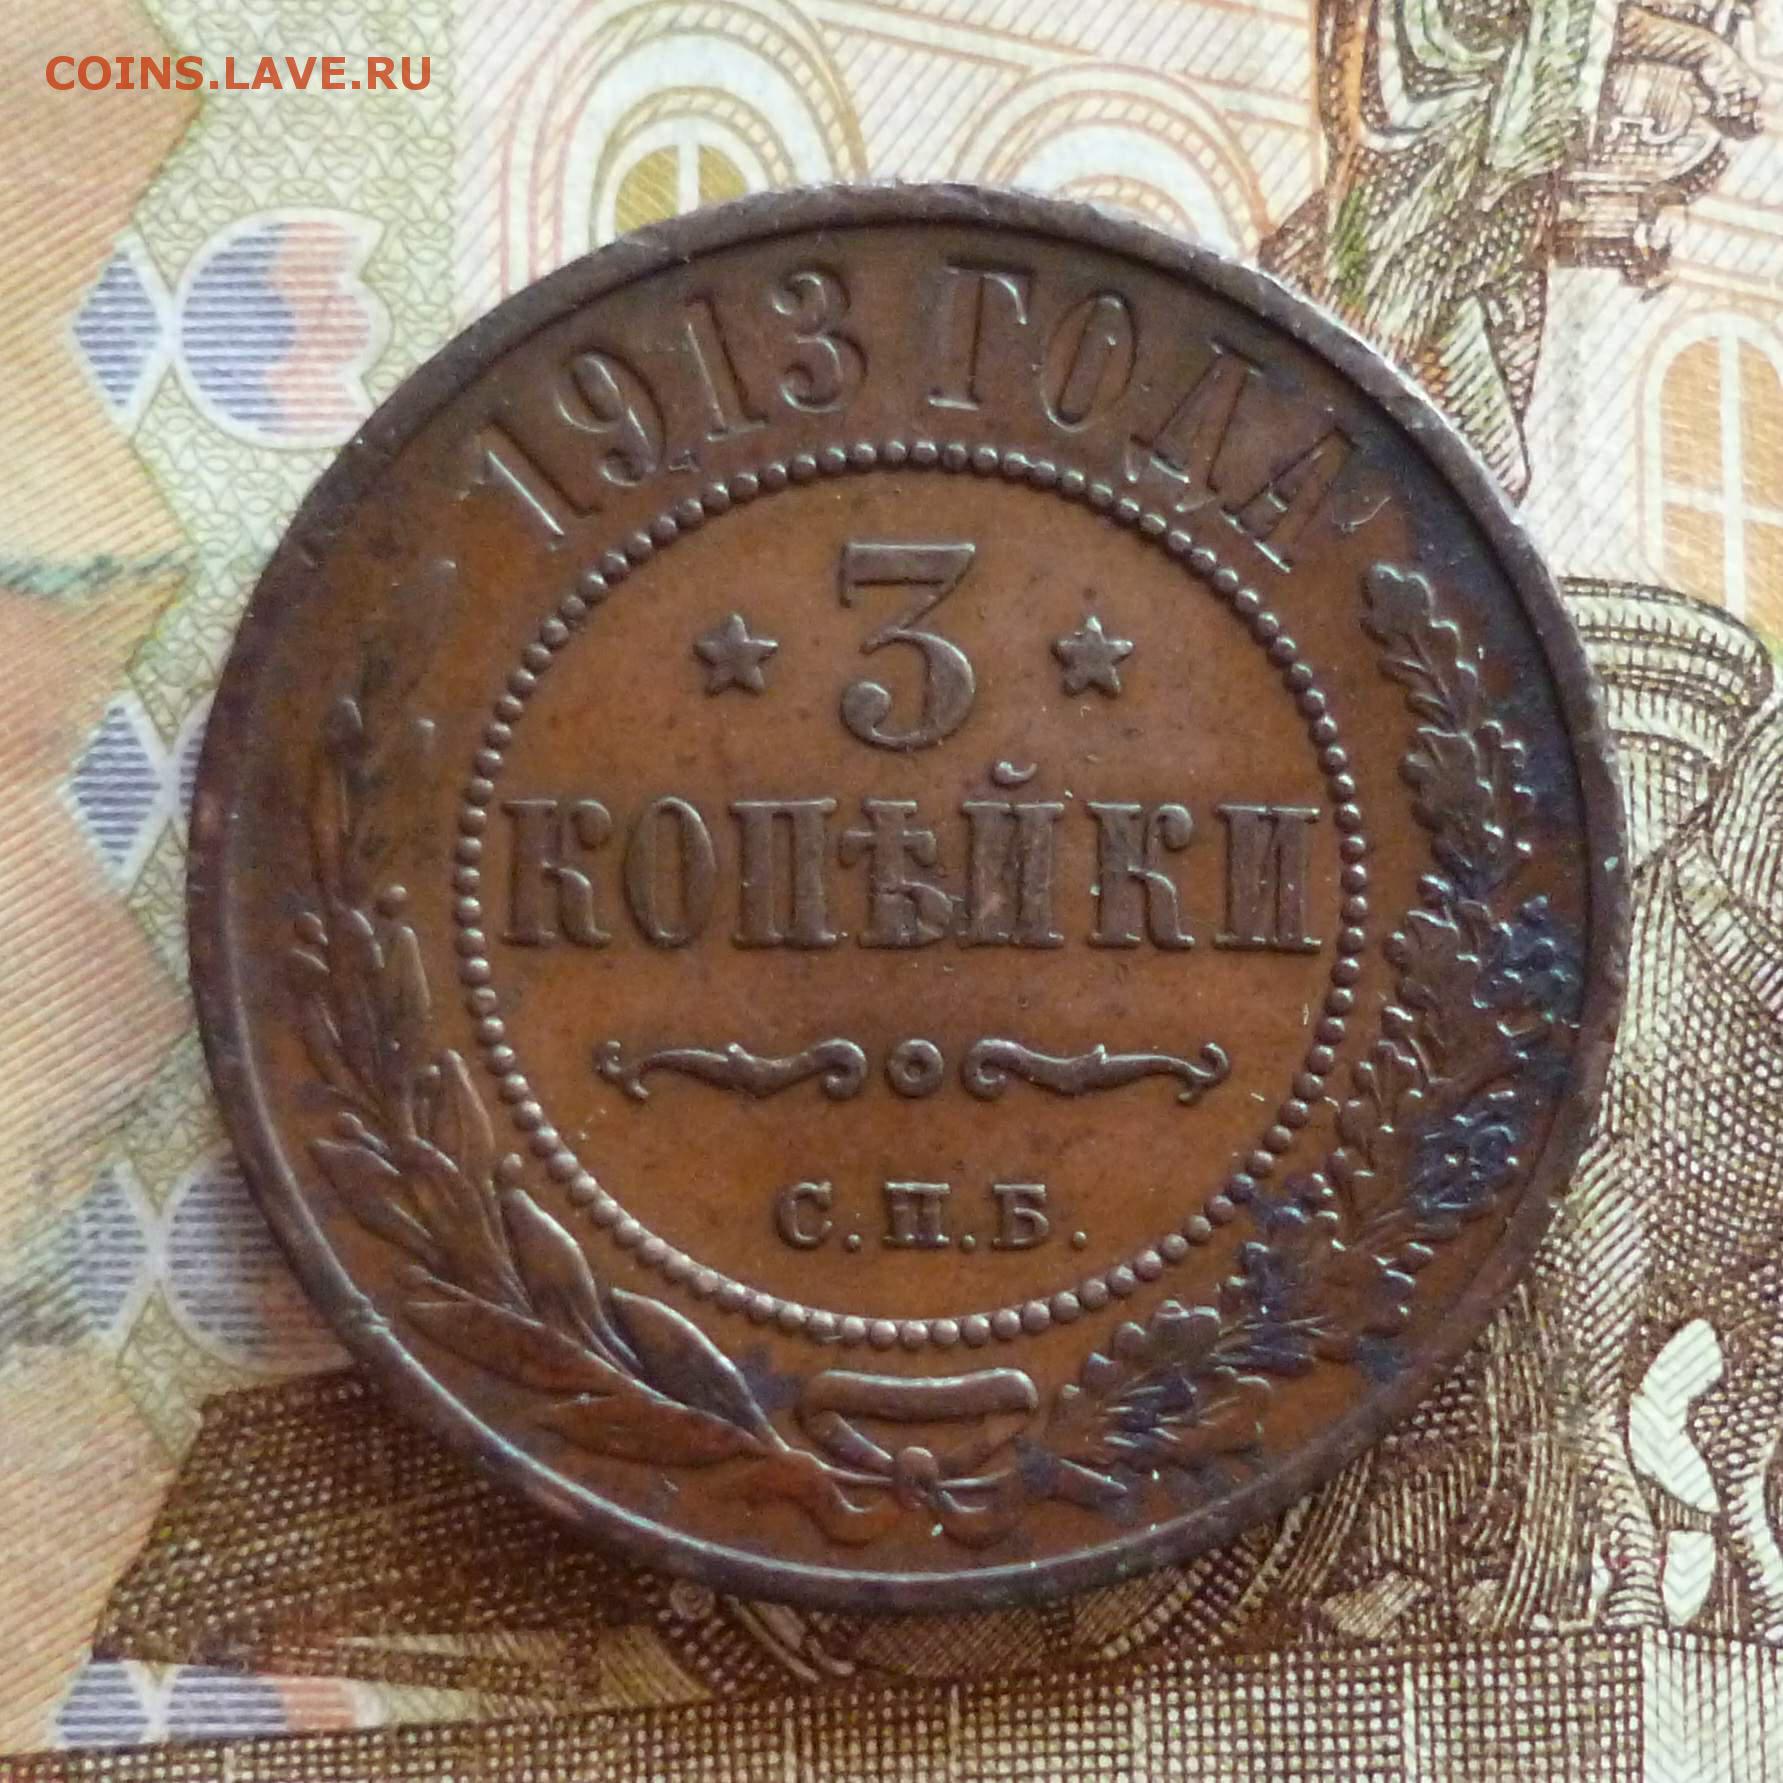 COINS.LAVE.RU
1913 ГОДА
3
КОПѢЙКИ
С.П.Б.